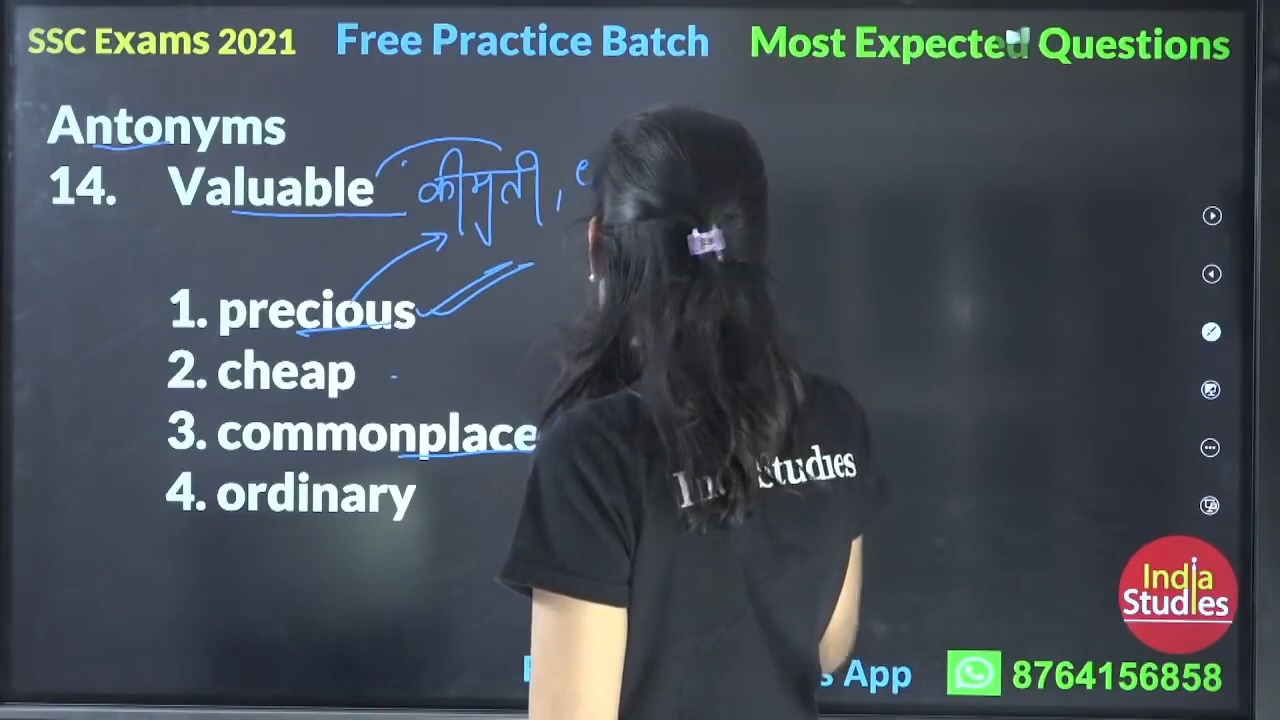 SSC Exams 2021 Free Practice Batch Most Expected Questions
Antonyms
14. Valuable कीमती,
1. precious
2. cheap
3. commonplace
4. ordinary
Studies
India
Studies
App 8764156858